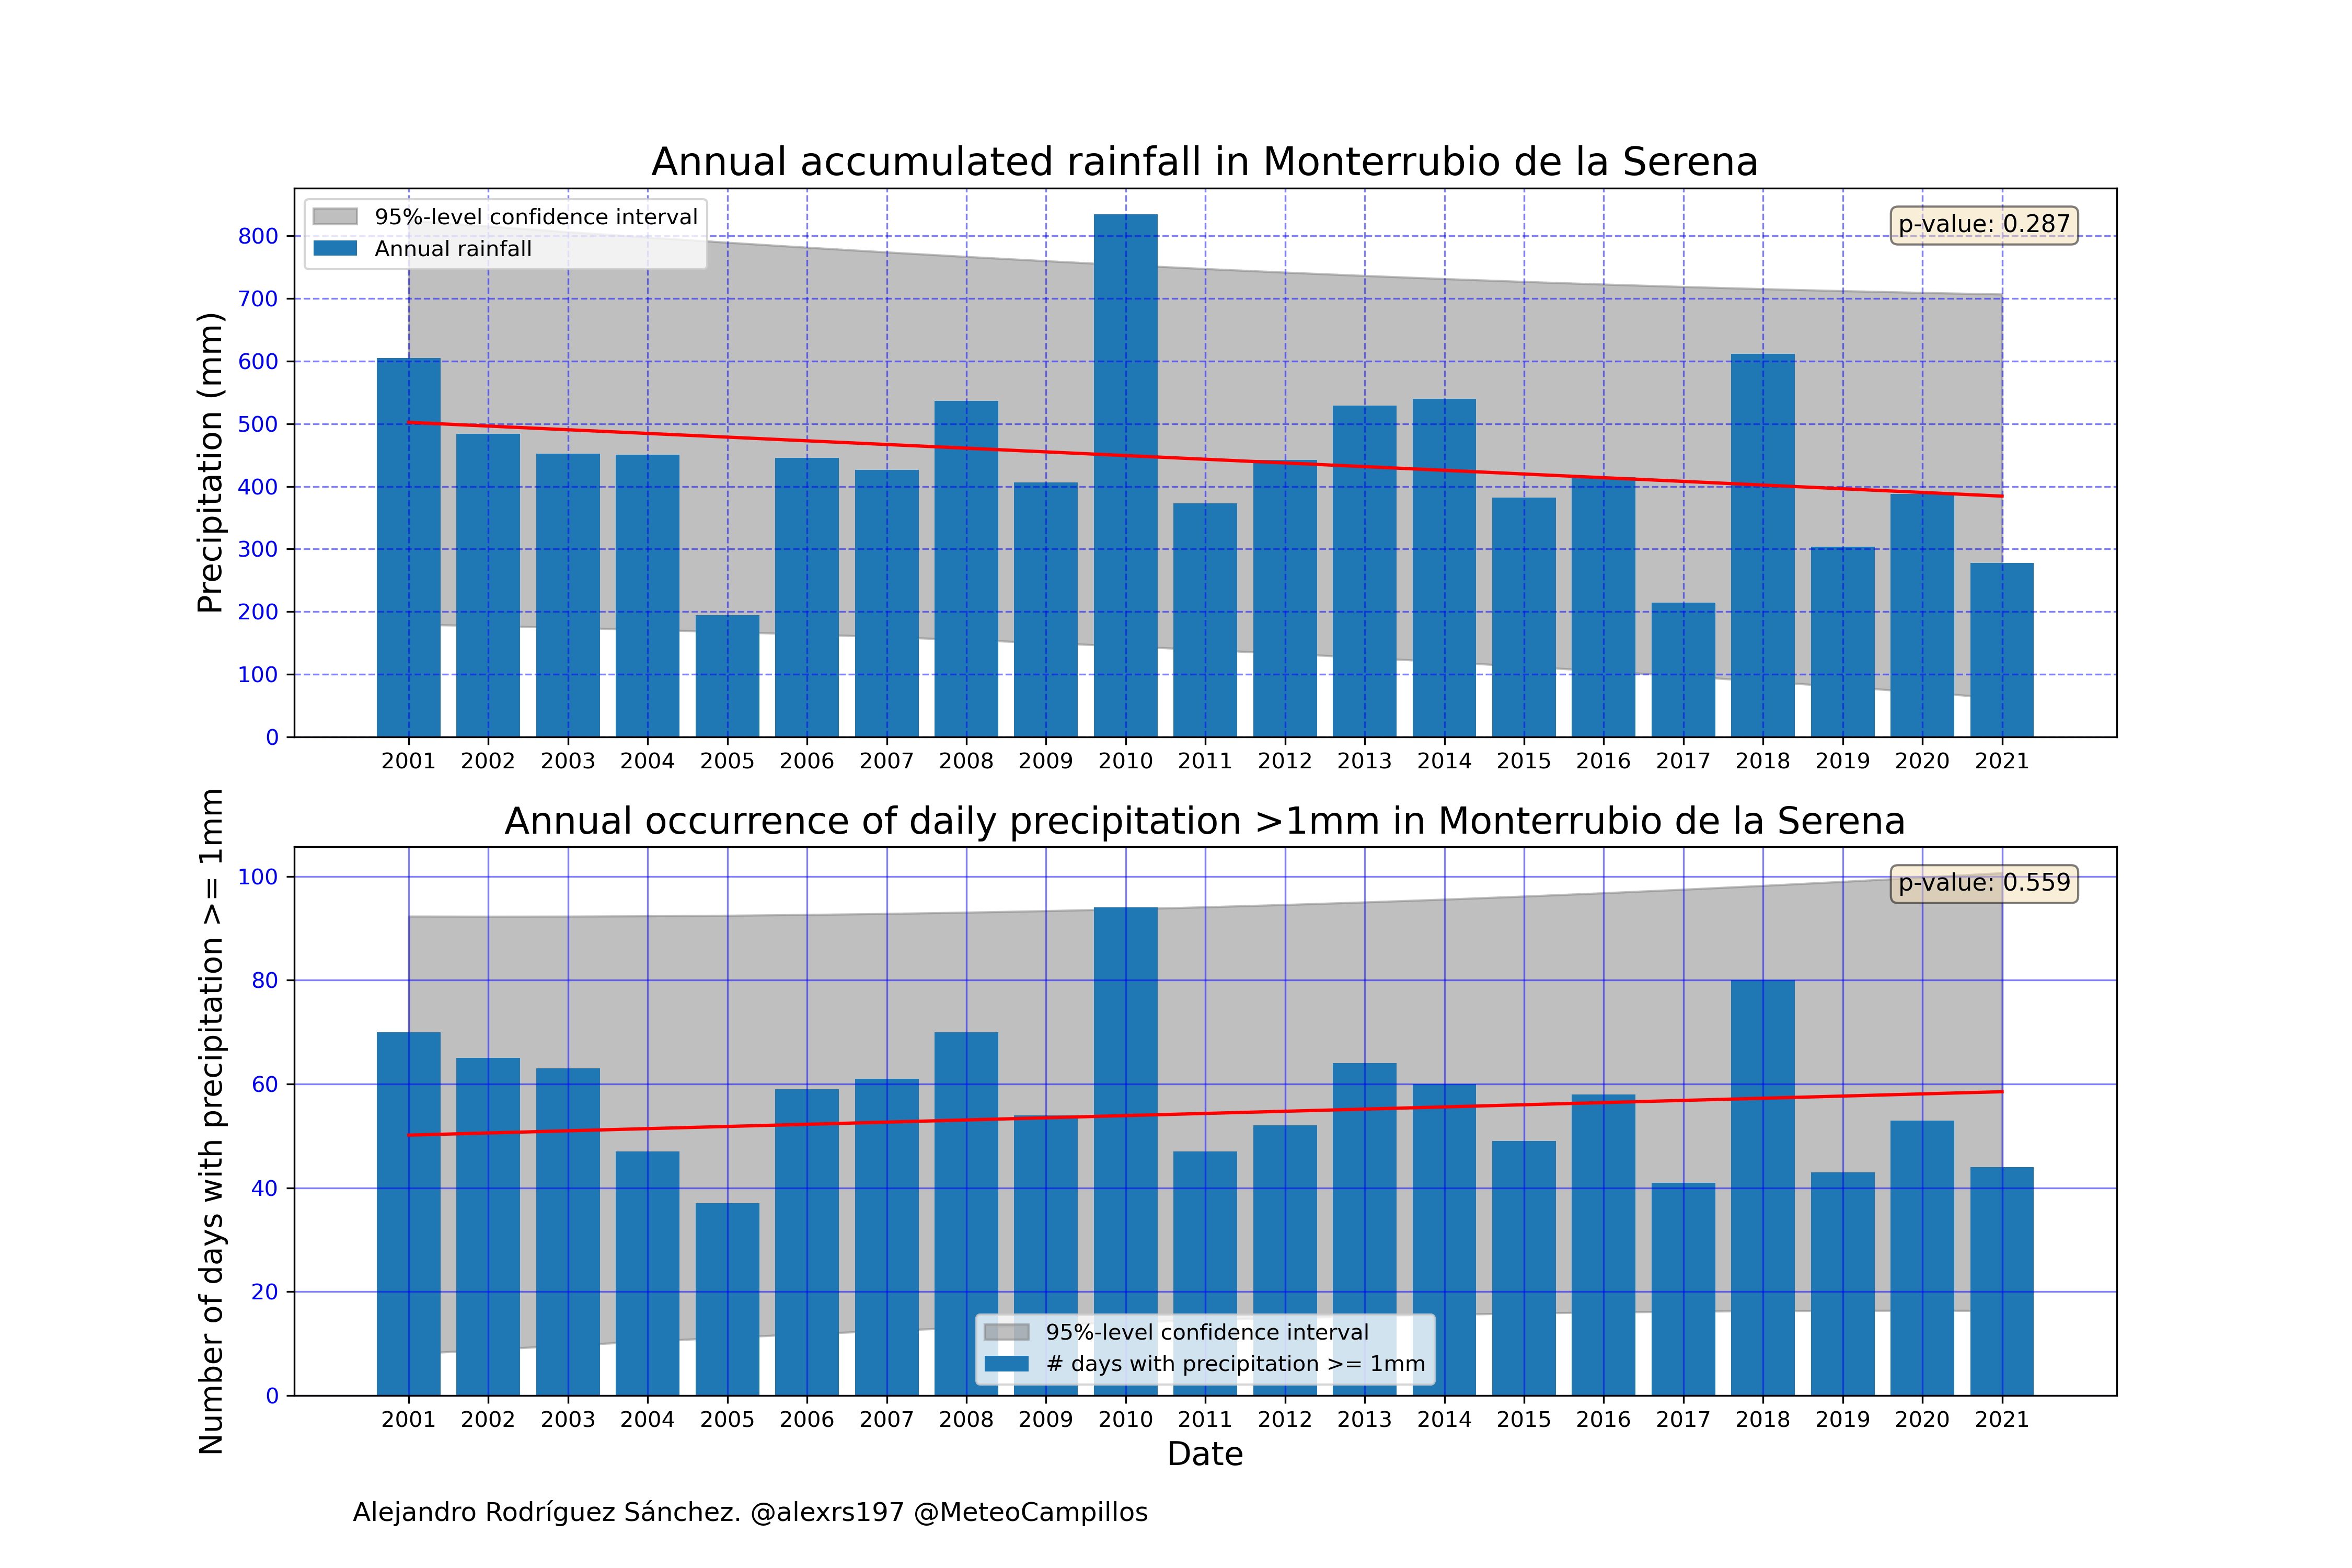 Annual accumulated rainfall in Monterrubio de la Serena
95%-level confidence interval
Annual rainfall
p-value: 0.287
Precipitation (mm)
800
700
600
500
400
300
200
100
0
2001 2002 2003 2004 2005 2006 2007 2008 2009 2010 2011 2012 2013 2014 2015 2016 2017 2018 2019 2020 2021
Annual occurrence of daily precipitation >1mm in Monterrubio de la Serena
p-value: 0.559
Number of days with precipitation >= 1mm
100
80
60
40
20
0
95%-level confidence interval
# days with precipitation >= 1mm
2001 2002 2003 2004 2005 2006 2007 2008 2009 2010 2011 2012 2013 2014 2015 2016 2017 2018 2019 2020 2021
Date
Alejandro Rodríguez Sánchez. @alexrs197 @MeteoCampillos